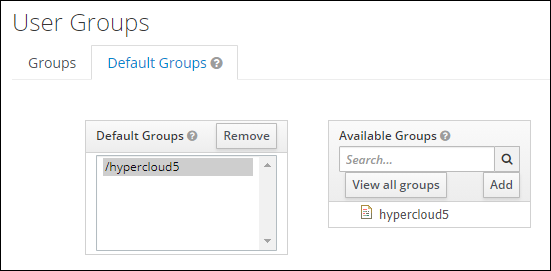 User Groups
Groups
Default Groups ?
Default Groups ? Remove
/hypercloud5
Available Groups ?
Search...
View all groups Add
hypercloud5